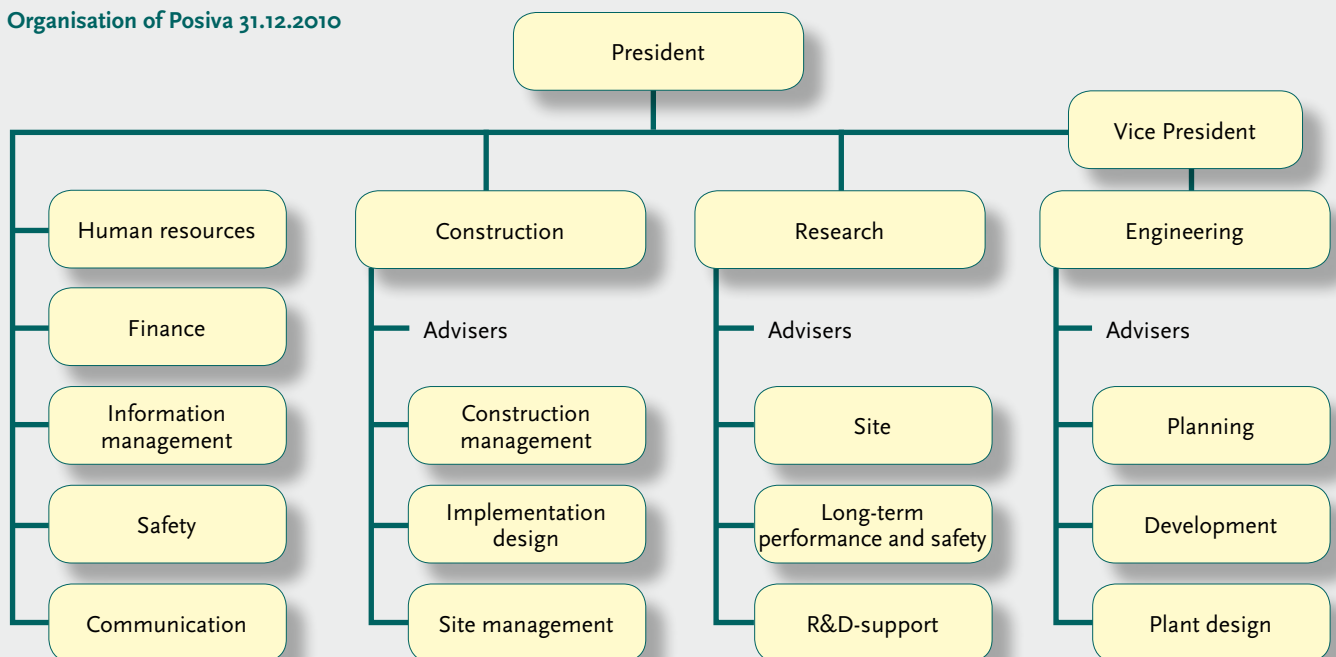 Organisation of Posiva 31.12.2010
President
Vice President
Human resources
Construction
Research
Engineering
Finance
Advisers
Advisers
Advisers
Information
management
Construction
management
Site
Planning
Safety
Implementation
design
Long-term
performance and safety
Development
Communication
Site management
R&D-support
Plant design